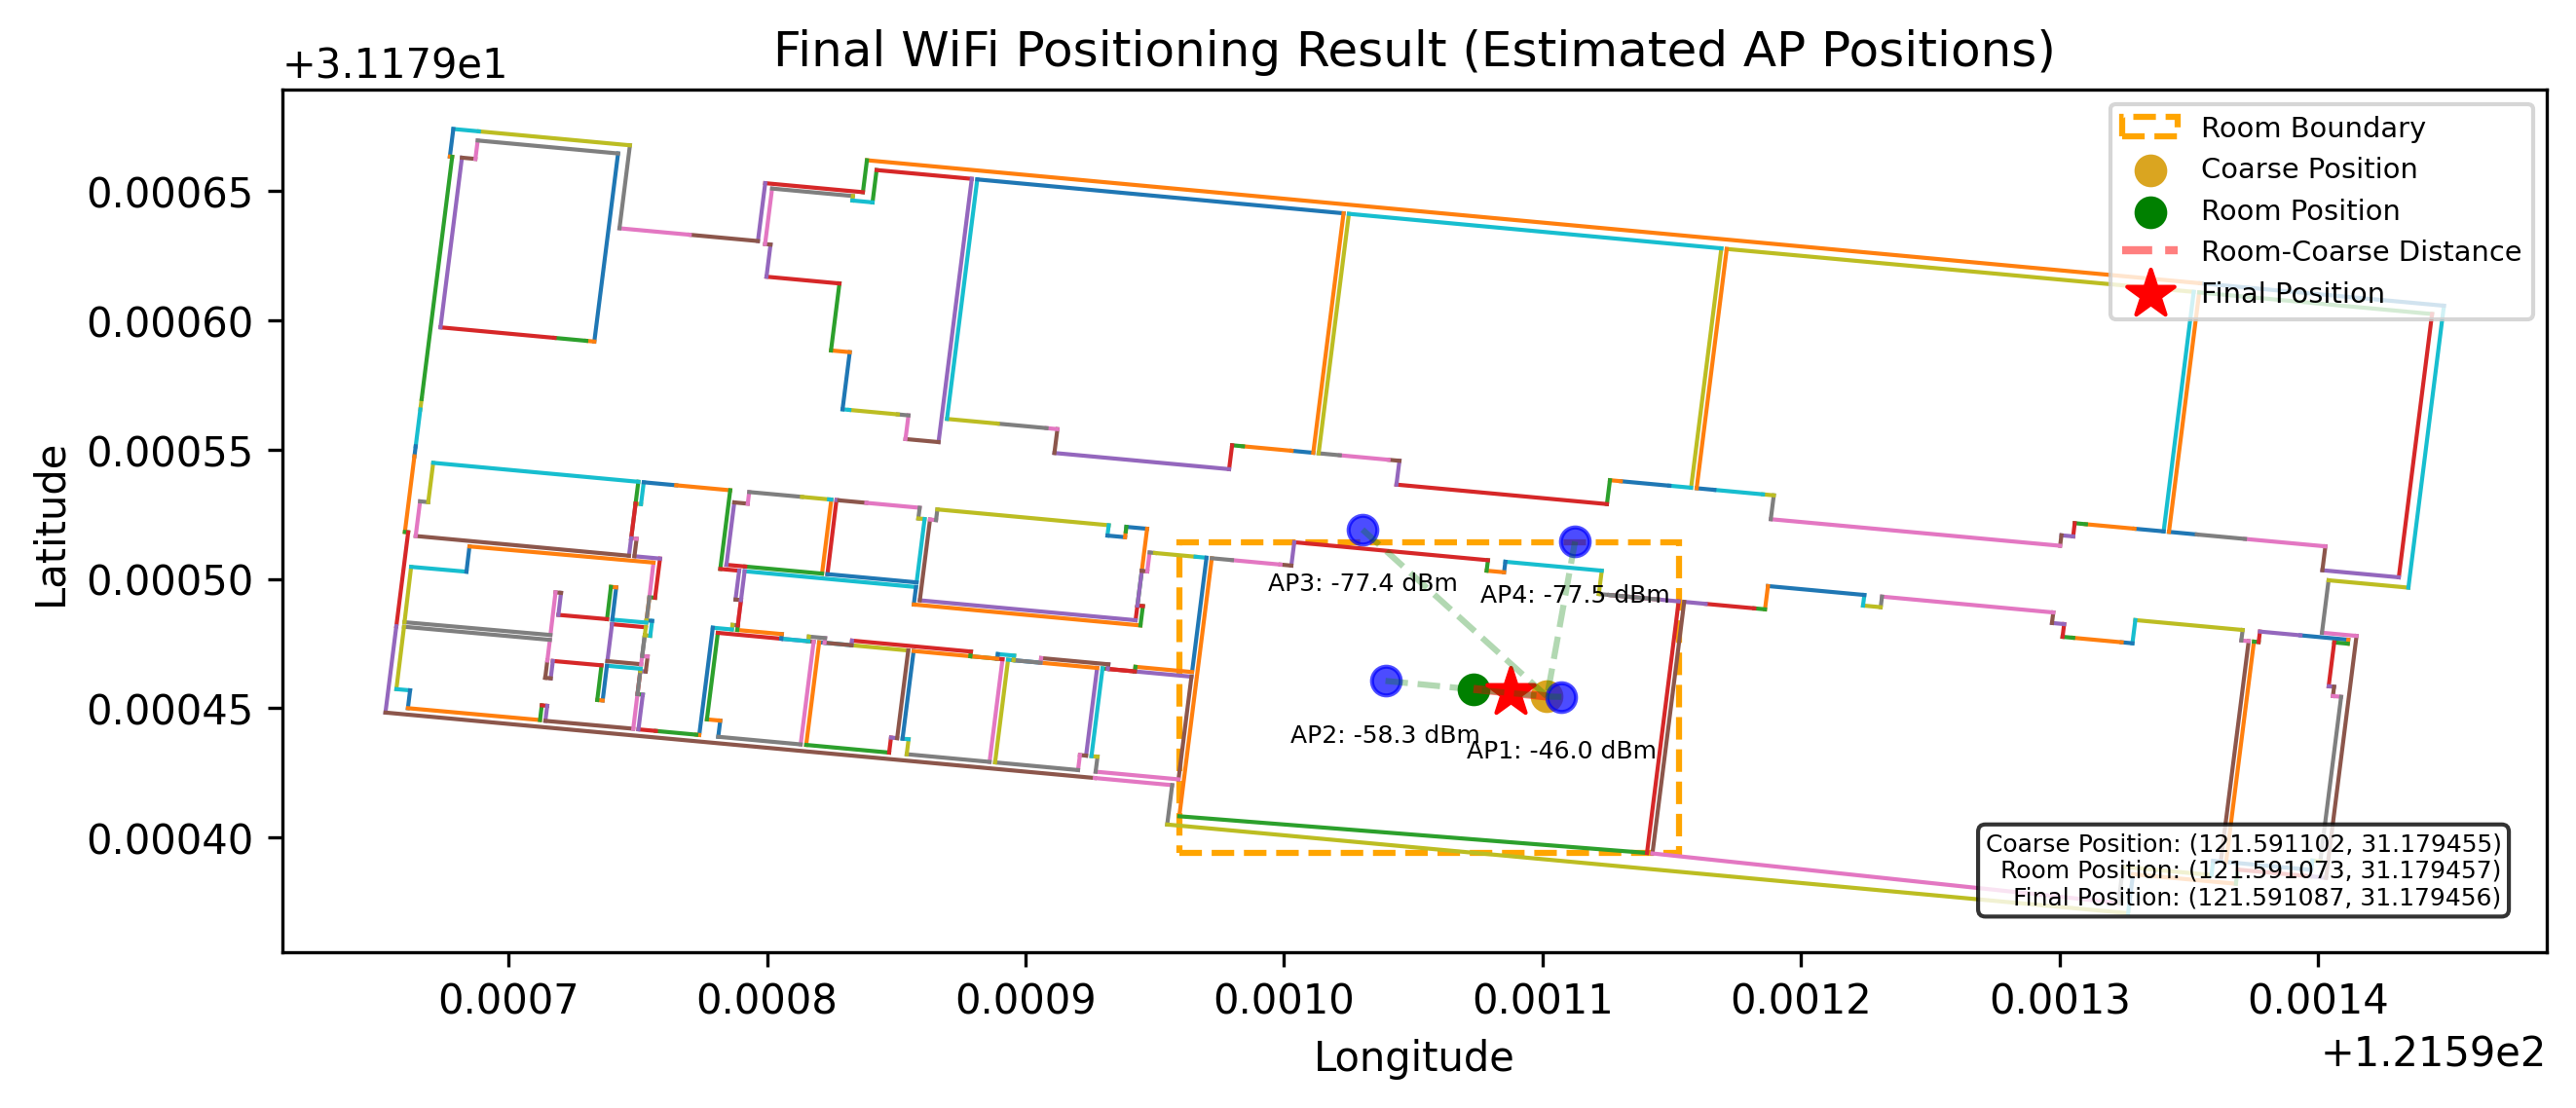 Final WiFi Positioning Result (Estimated AP Positions)
+3.1179e1
Room Boundary
Coarse Position
Room Position
Room-Coarse Distance
Final Position
Latitude
0.00065
0.00060
0.00055
0.00050
0.00045
0.00040
AP3: -77.4 dBm
AP4: -77.5 dBm
AP2: -58.3 dBm
AP1: -46.0 dBm
Coarse Position: (121.591102, 31.179455)
Room Position: (121.591073, 31.179457)
Final Position: (121.591087, 31.179456)
0.0007 0.0008 0.0009 0.0010 0.0011 0.0012 0.0013 0.0014
Longitude
+1.2159e2